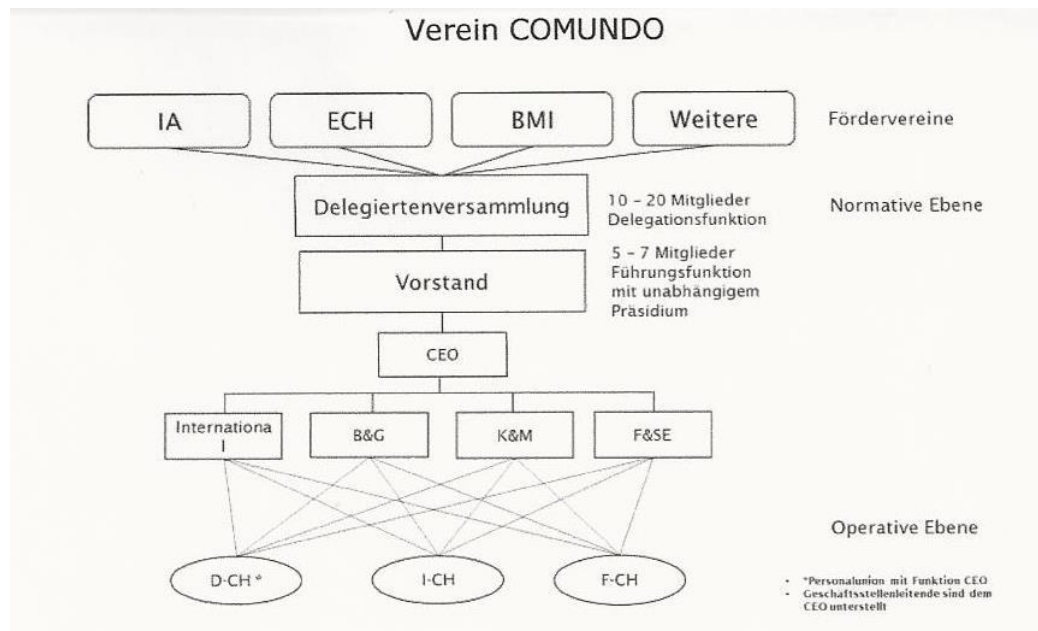 Verein COMUNDO
IA
ECH
BMI
Weitere
Fördervereine
Delegiertenversammlung
10 - 20 Mitglieder
Delegationsfunktion
Normative Ebene
Vorstand
5 - 7 Mitglieder
Führungsfunktion
mit unabhängigem
Präsidium
CEO
Internationa
l
B&G
K&M
F&SE
Operative Ebene
D-CH *
I-CH
F-CH
- *Personalunion mit Funktion CEO
- Geschäftsstellenleitende sind dem
CEO unterstellt